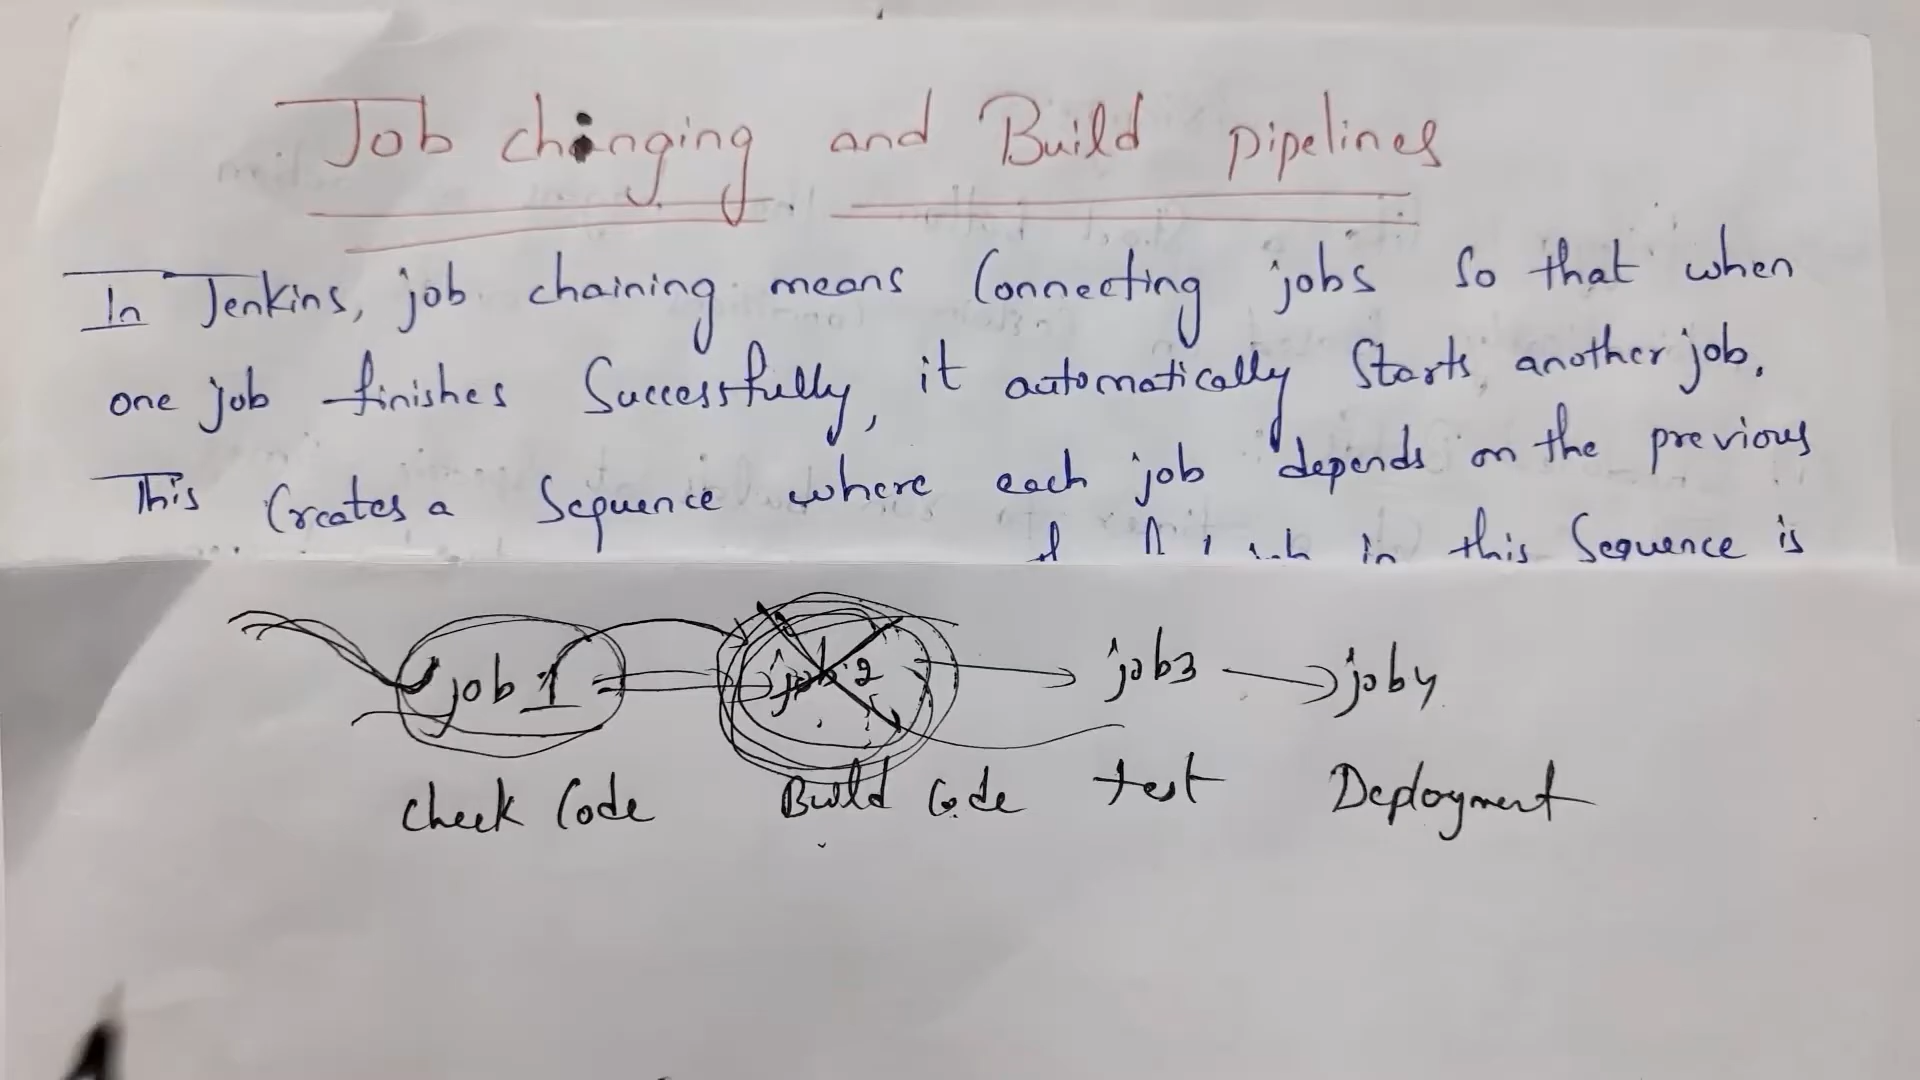 Job chinging and Build pipelines
In Jenkins, job chaining means Connecting jobs So that when
one job finishes Successfully, it automatically Starts another job.
This Creates a Sequence where each job depends on the previous
in this Sequence is
job 1 job 2 job3 job4
Check Code Build Code test Deployment